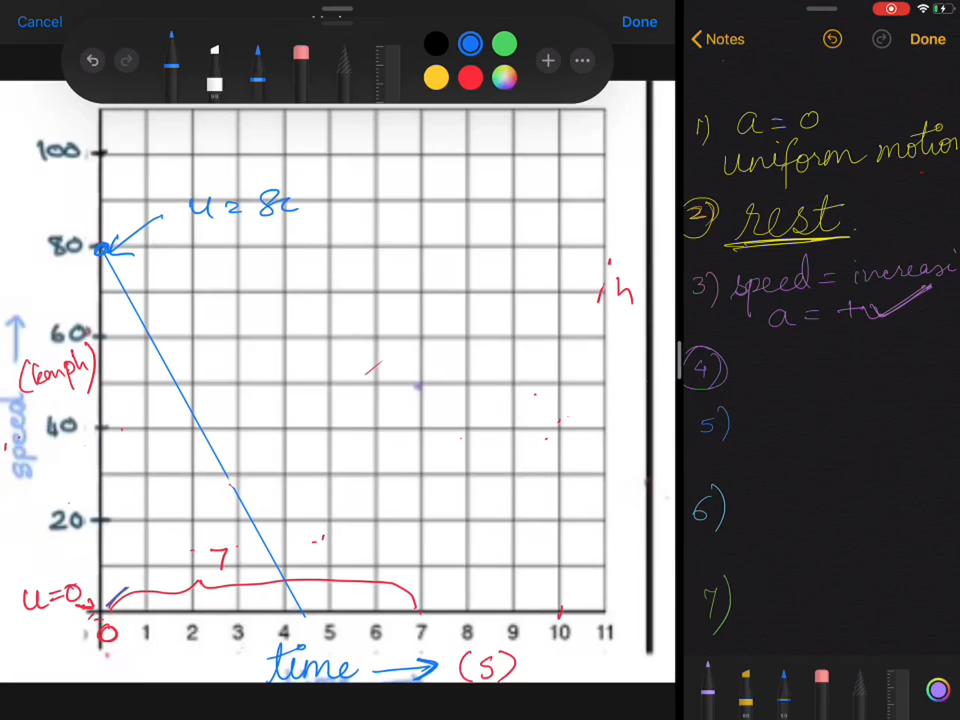 Cancel
Done
Notes
Done
100
80
60
40
20
0
1 2 3 4 5 6 7 8 9 10 11
speed →
(kmph)
time → (s)
u = 80
u=0
7
h
1) a = 0
uniform motion
2) rest.
3) speed = increasi
a = +ve
4)
5)
6)
7)